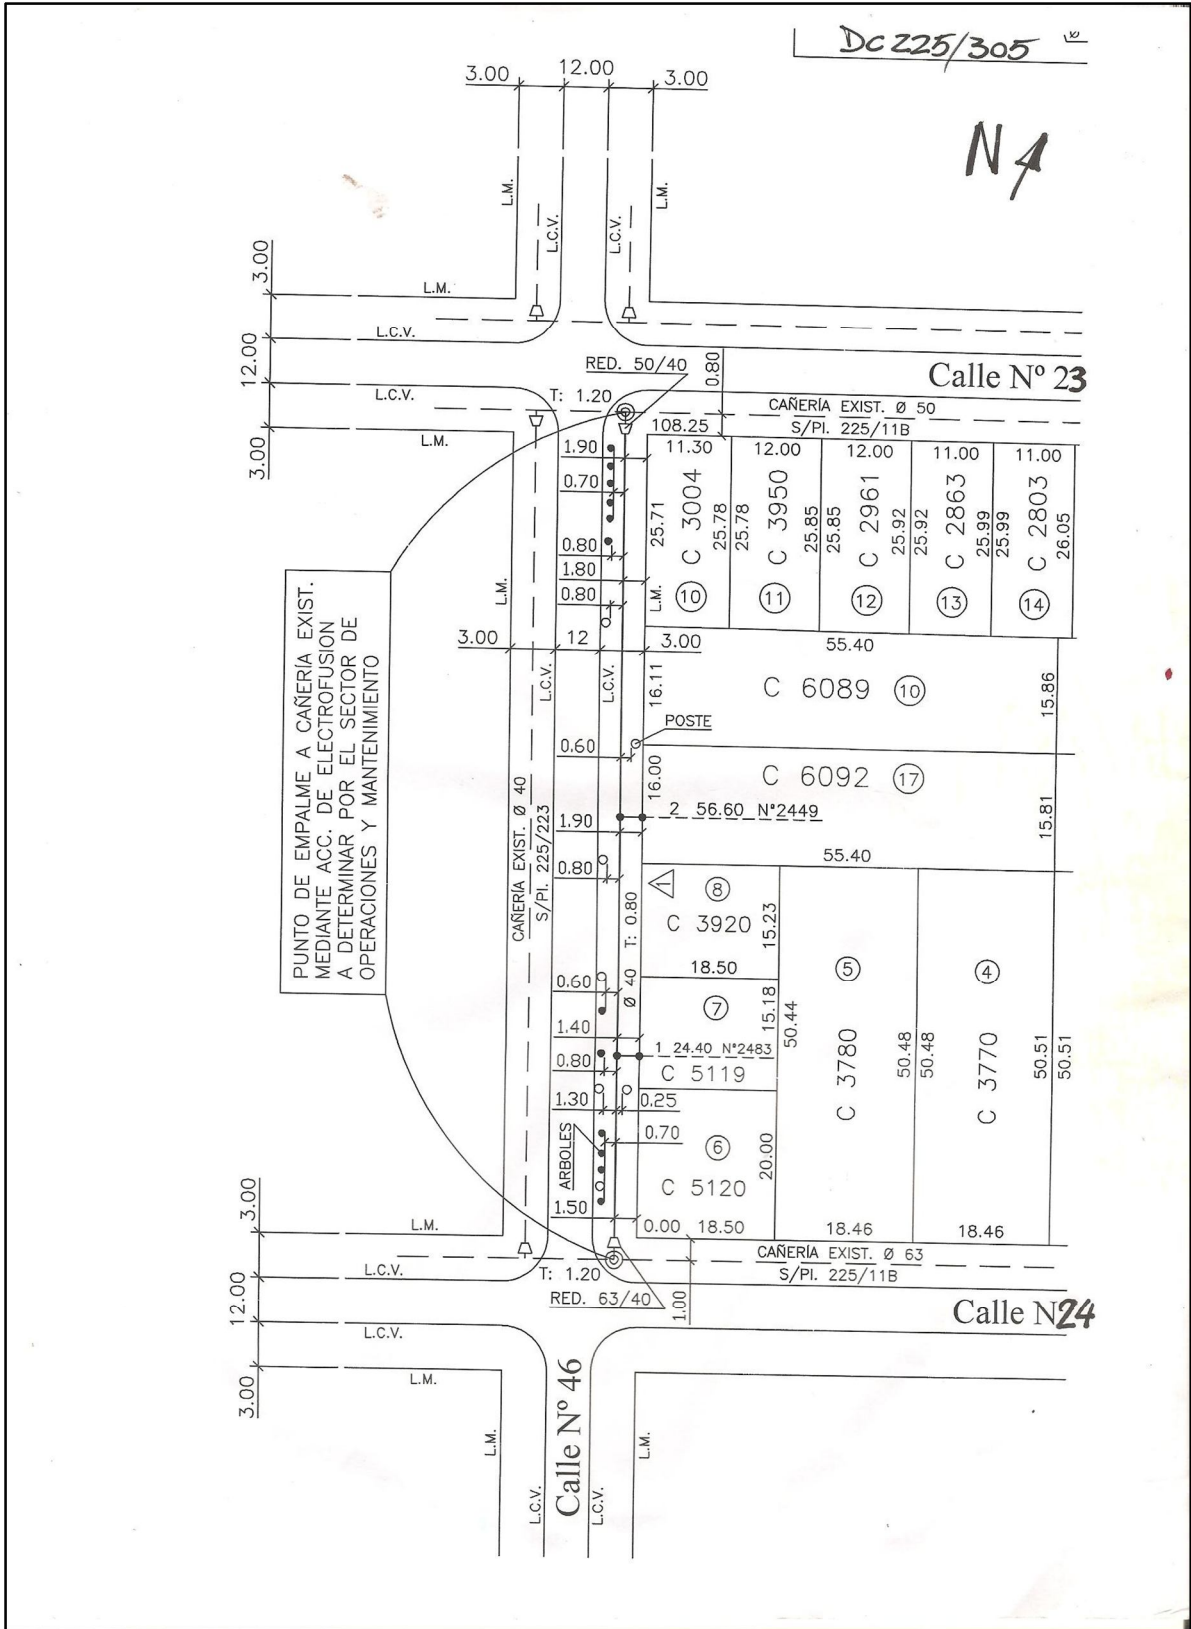 DC 225/305
N
3.00 12.00 3.00
L.M.
L.C.V.
L.C.V.
L.M.
3.00
L.M.
12.00
L.C.V.
L.C.V.
3.00
L.M.
RED. 50/40
0.80
Calle Nº 23
T: 1.20
CAÑERÍA EXIST. Ø 50
S/Pl. 225/11B
108.25
1.90
0.70
0.80
1.80
0.80
11.30
12.00
12.00
11.00
11.00
25.71
C 3004
25.78
25.78
C 3950
25.85
25.85
C 2961
25.92
25.92
C 2863
25.99
25.99
C 2803
26.05
10
11
12
13
14
L.M.
L.M.
3.00 12 3.00
55.40
L.C.V.
L.C.V.
16.11
C 6089 10
15.86
POSTE
0.60
16.00
C 6092 17
15.81
2 56.60 N°2449
1.90
0.80
55.40
PUNTO DE EMPALME A CAÑERÍA EXIST.
MEDIANTE ACC. DE ELECTROFUSION
A DETERMINAR POR EL SECTOR DE
OPERACIONES Y MANTENIMIENTO
CAÑERÍA EXIST. Ø 40
S/Pl. 225/223
Ø 40 T: 0.80
1
8
C 3920
15.23
18.50
0.60
7
15.18
1.40
1 24.40 N°2483
0.80
C 5119
1.30
0.25
0.70
ARBOLES
6
C 5120
20.00
1.50
0.00 18.50
50.44
5
C 3780
50.48
18.46
50.48
4
C 3770
50.51
50.51
18.46
3.00
L.M.
12.00
L.C.V.
L.C.V.
3.00
L.M.
T: 1.20
RED. 63/40
1.00
CAÑERÍA EXIST. Ø 63
S/Pl. 225/11B
Calle N24
Calle Nº 46
L.M.
L.C.V.
L.C.V.
L.M.